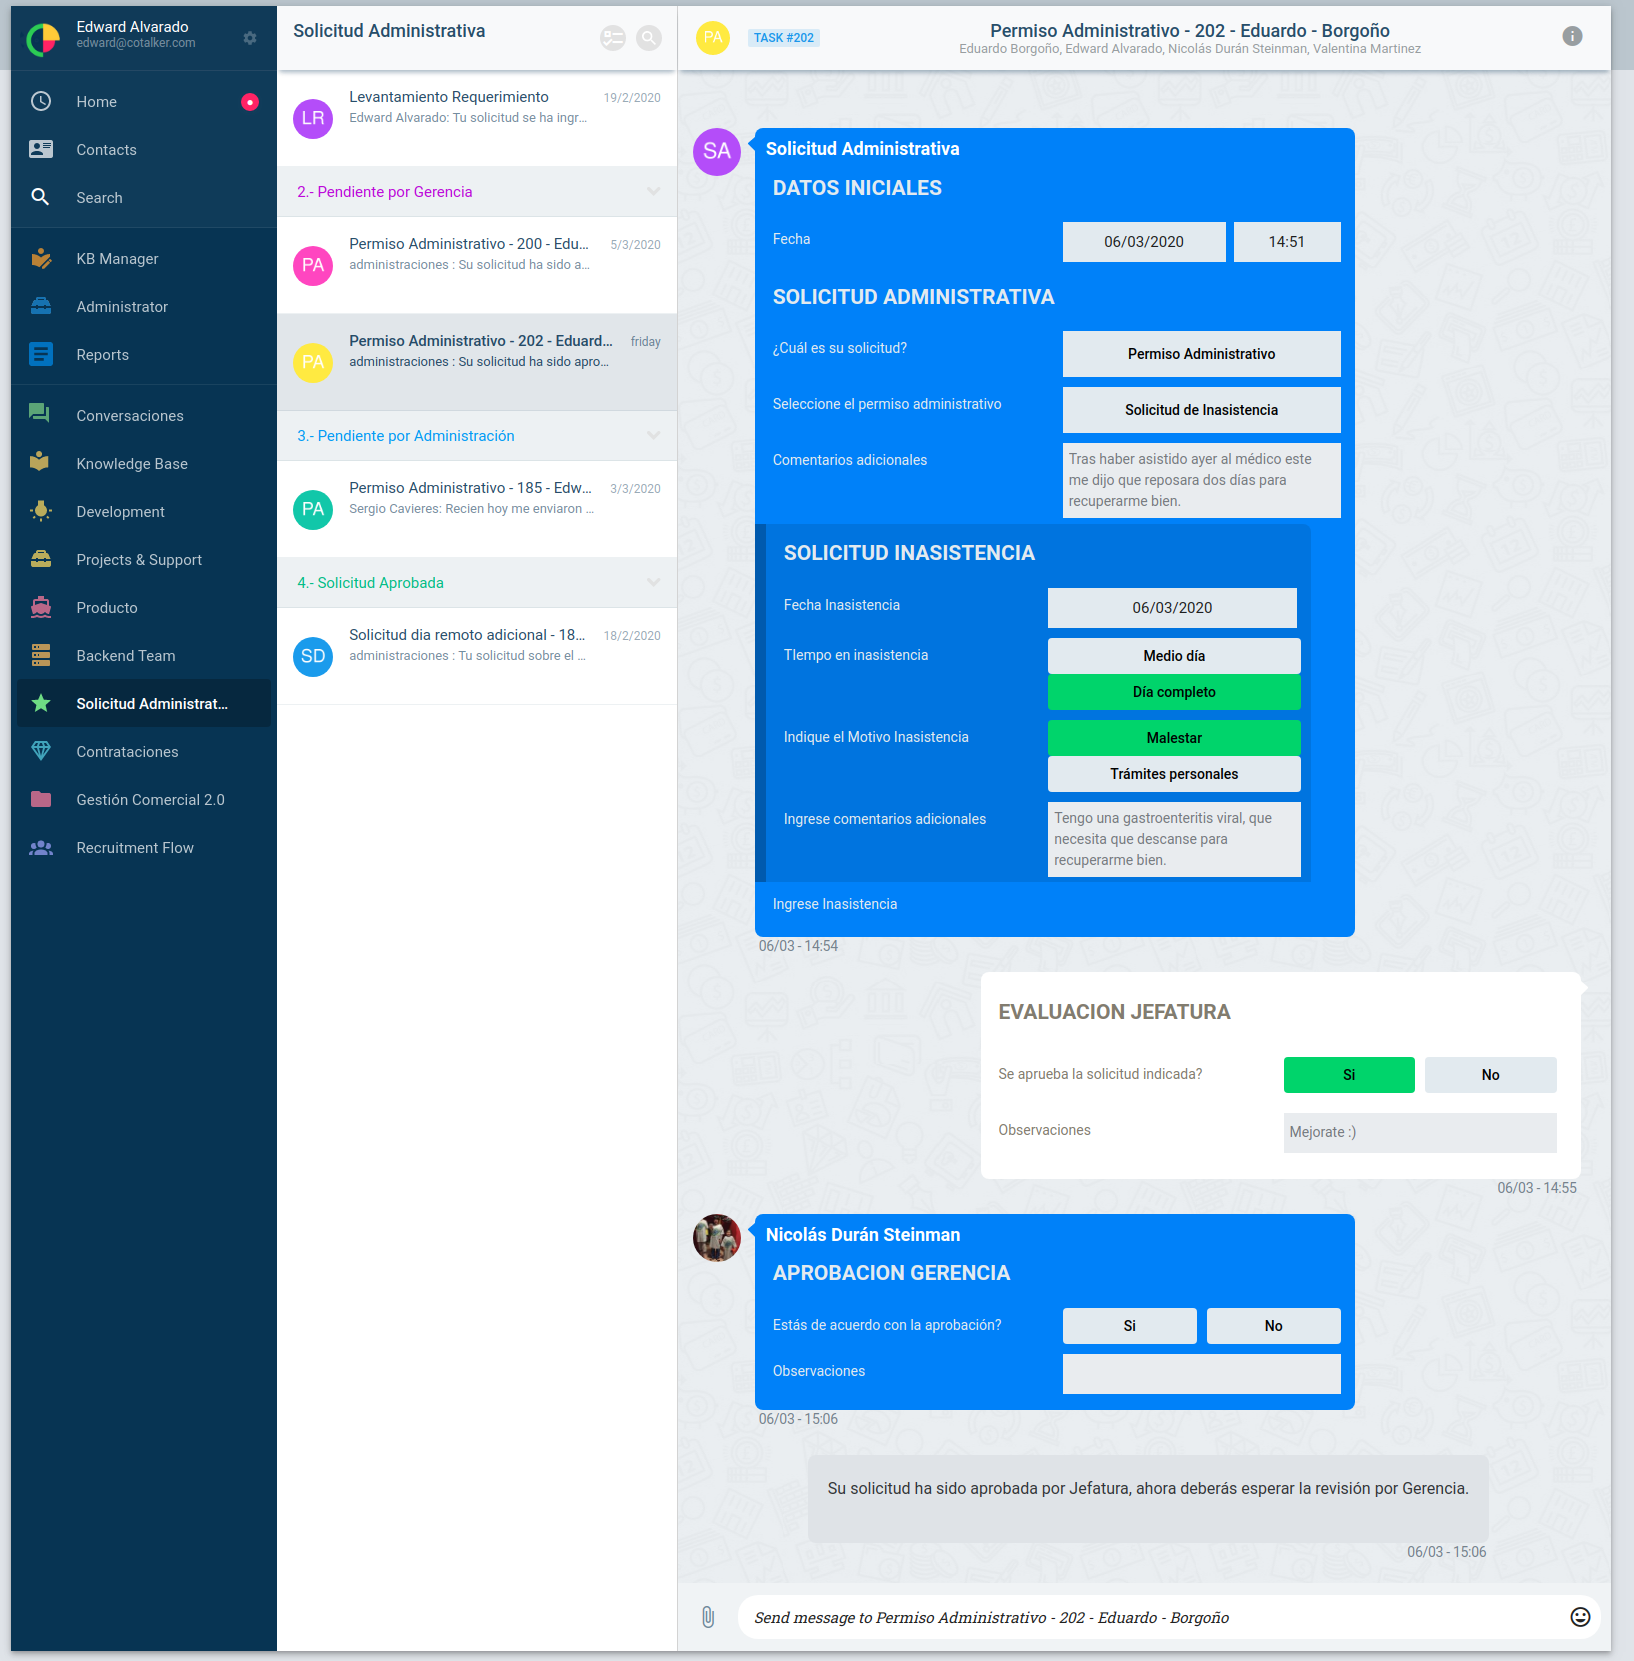 Edward Alvarado
edward@cotalker.com
Home
Contacts
Search
KB Manager
Administrator
Reports
Conversaciones
Knowledge Base
Development
Projects & Support
Producto
Backend Team
Solicitud Administrat...
Contrataciones
Gestión Comercial 2.0
Recruitment Flow
Solicitud Administrativa
LR
Levantamiento Requerimiento 19/2/2020
Edward Alvarado: Tu solicitud se ha ingr...
2.- Pendiente por Gerencia
PA
Permiso Administrativo - 200 - Edu... 5/3/2020
administraciones : Su solicitud ha sido a...
PA
Permiso Administrativo - 202 - Eduard... friday
administraciones : Su solicitud ha sido apro...
3.- Pendiente por Administración
PA
Permiso Administrativo - 185 - Edw... 3/3/2020
Sergio Cavieres: Recien hoy me enviaron ...
4.- Solicitud Aprobada
SD
Solicitud dia remoto adicional - 18... 18/2/2020
administraciones : Tu solicitud sobre el ...
PA
TASK #202
Permiso Administrativo - 202 - Eduardo - Borgoño
Eduardo Borgoño, Edward Alvarado, Nicolás Durán Steinman, Valentina Martinez
SA
Solicitud Administrativa
DATOS INICIALES
Fecha 06/03/2020 14:51
SOLICITUD ADMINISTRATIVA
¿Cuál es su solicitud? Permiso Administrativo
Seleccione el permiso administrativo Solicitud de Inasistencia
Comentarios adicionales Tras haber asistido ayer al médico este
me dijo que reposara dos días para
recuperarme bien.
SOLICITUD INASISTENCIA
Fecha Inasistencia 06/03/2020
TIempo en inasistencia Medio día
Día completo
Indique el Motivo Inasistencia Malestar
Trámites personales
Ingrese comentarios adicionales Tengo una gastroenteritis viral, que
necesita que descanse para
recuperarme bien.
Ingrese Inasistencia
06/03 - 14:54
EVALUACION JEFATURA
Se aprueba la solicitud indicada? Si No
Observaciones Mejorate :)
06/03 - 14:55
Nicolás Durán Steinman
APROBACION GERENCIA
Estás de acuerdo con la aprobación? Si No
Observaciones
06/03 - 15:06
Su solicitud ha sido aprobada por Jefatura, ahora deberás esperar la revisión por Gerencia.
06/03 - 15:06
Send message to Permiso Administrativo - 202 - Eduardo - Borgoño